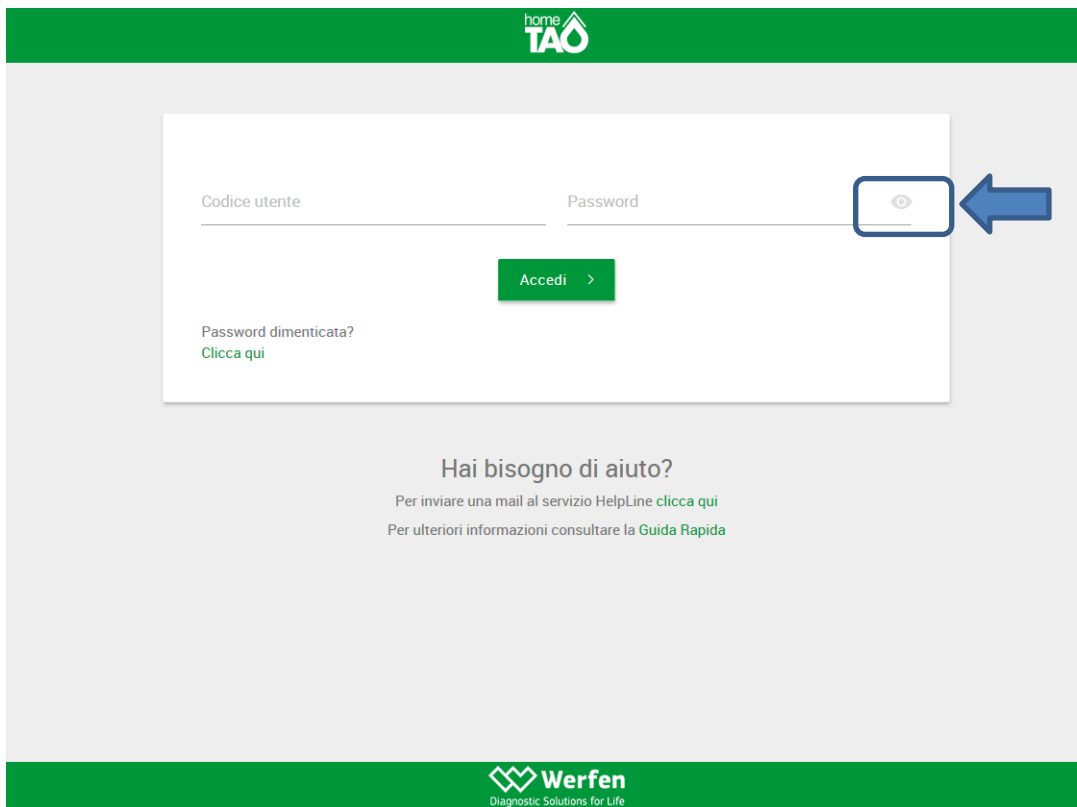 home
TAO
Codice utente
Password
Accedi
Password dimenticata?
Clicca qui
Hai bisogno di aiuto?
Per inviare una mail al servizio HelpLine clicca qui
Per ulteriori informazioni consultare la Guida Rapida
Werfen
Diagnostic Solutions for Life